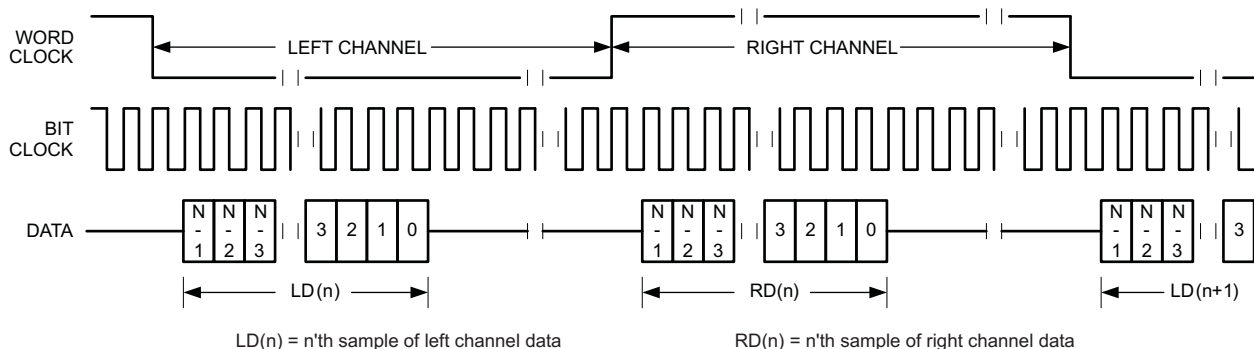 WORD CLOCK
LEFT CHANNEL
RIGHT CHANNEL
BIT CLOCK
DATA
N-1 N-2 N-3 3 2 1 0
N-1 N-2 N-3 3 2 1 0
N-1 N-2 N-3 3
LD(n)
RD(n)
LD(n+1)
LD(n) = n'th sample of left channel data
RD(n) = n'th sample of right channel data